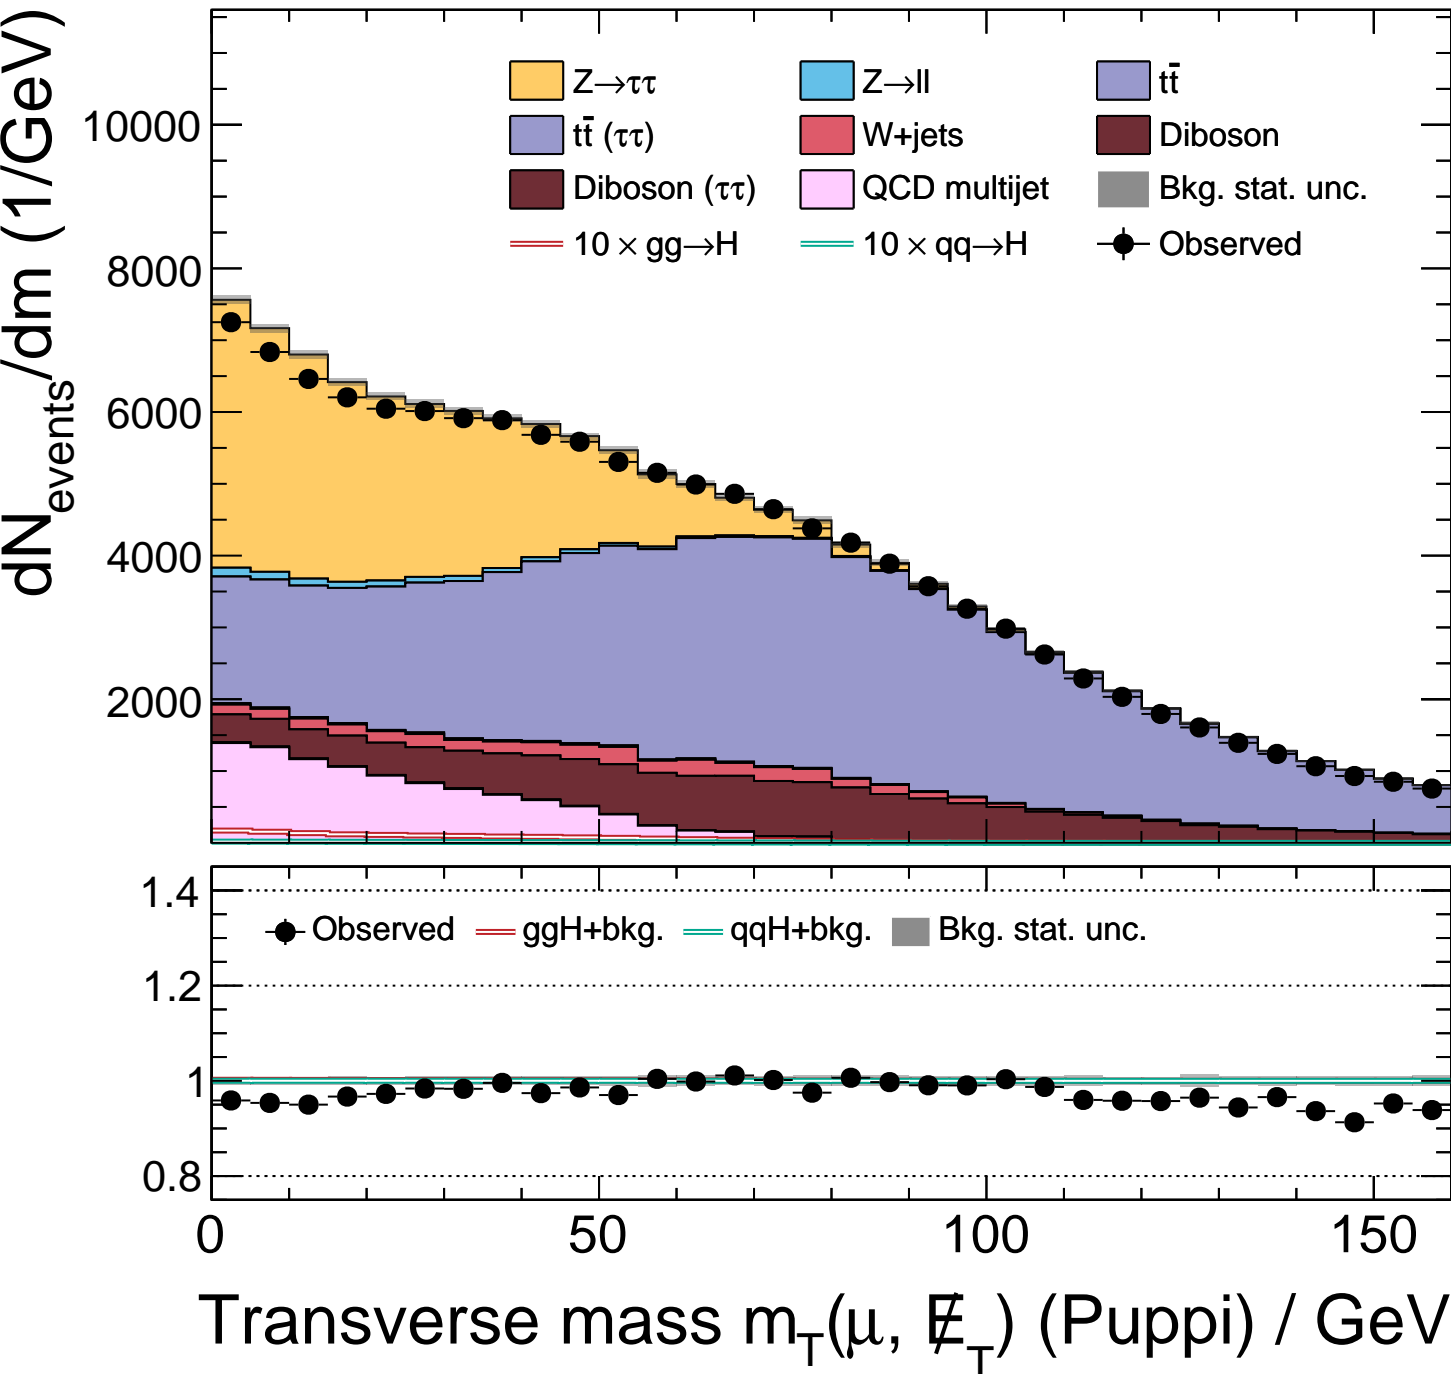 dN_events/dm (1/GeV)
10000
8000
6000
4000
2000
Z→ττ Z→ll tt̄
tt̄ (ττ) W+jets Diboson
Diboson (ττ) QCD multijet Bkg. stat. unc.
10 × gg→H 10 × qq→H Observed
1.4
Observed ggH+bkg. qqH+bkg. Bkg. stat. unc.
1.2
1
0.8
0 50 100 150
Transverse mass m_T(μ, E̸_T) (Puppi) / GeV